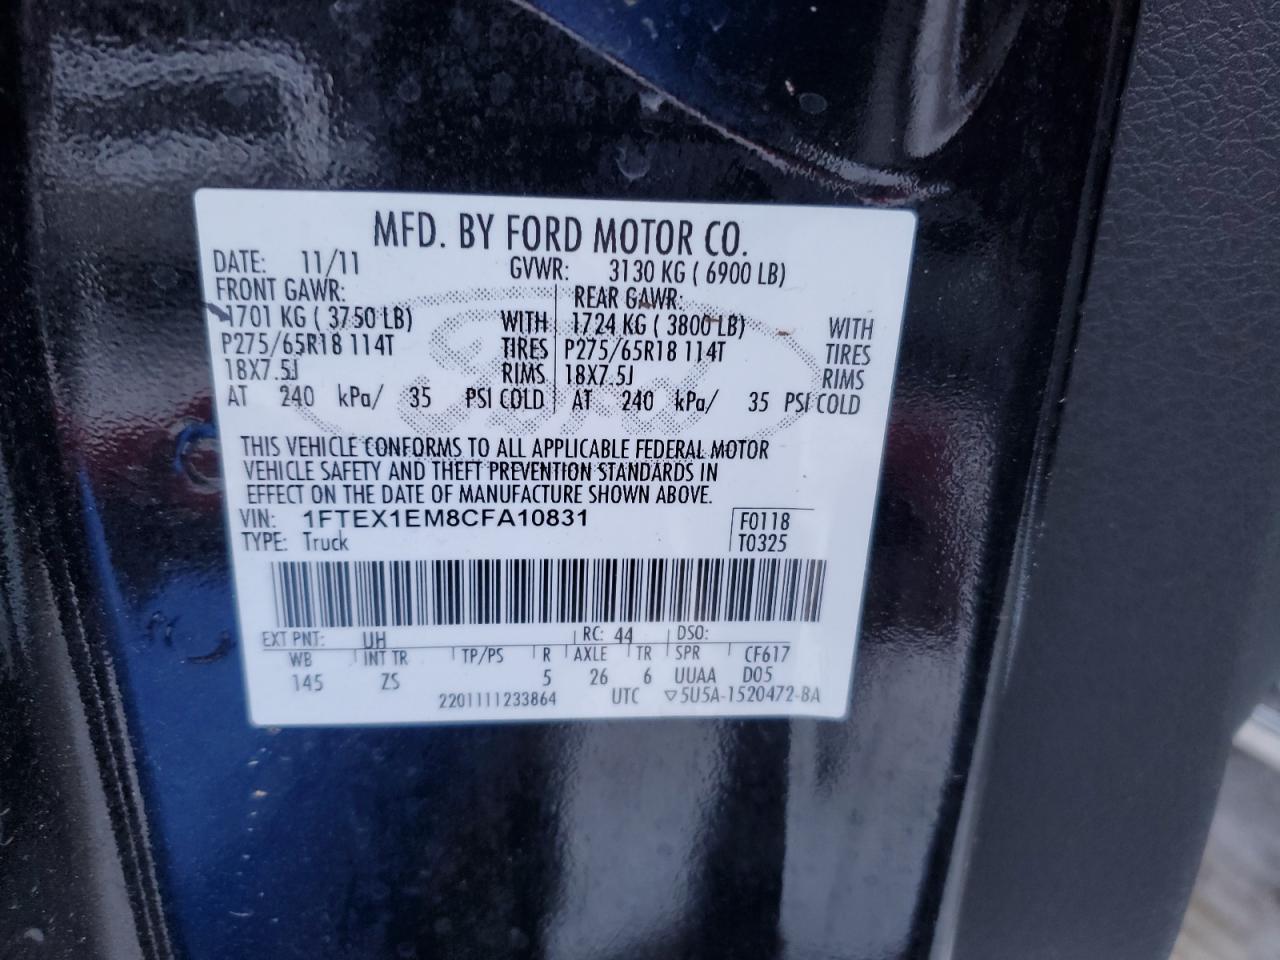 MFD. BY FORD MOTOR CO.
DATE: 11/11 GVWR: 3130 KG ( 6900 LB)
FRONT GAWR: REAR GAWR:
1701 KG ( 3750 LB) WITH 1724 KG ( 3800 LB) WITH
P275/65R18 114T TIRES P275/65R18 114T TIRES
18X7.5J RIMS 18X7.5J RIMS
AT 240 kPa/ 35 PSI COLD AT 240 kPa/ 35 PSI COLD
THIS VEHICLE CONFORMS TO ALL APPLICABLE FEDERAL MOTOR
VEHICLE SAFETY AND THEFT PREVENTION STANDARDS IN
EFFECT ON THE DATE OF MANUFACTURE SHOWN ABOVE.
VIN: 1FTEX1EM8CFA10831 F0118
TYPE: Truck T0325
EXT PNT: UH RC: 44 DSO:
WB INT TR TP/PS R AXLE TR SPR CF617
145 ZS 5 26 6 UUAA D05
2201111233864 UTC ▽5U5A-1520472-BA